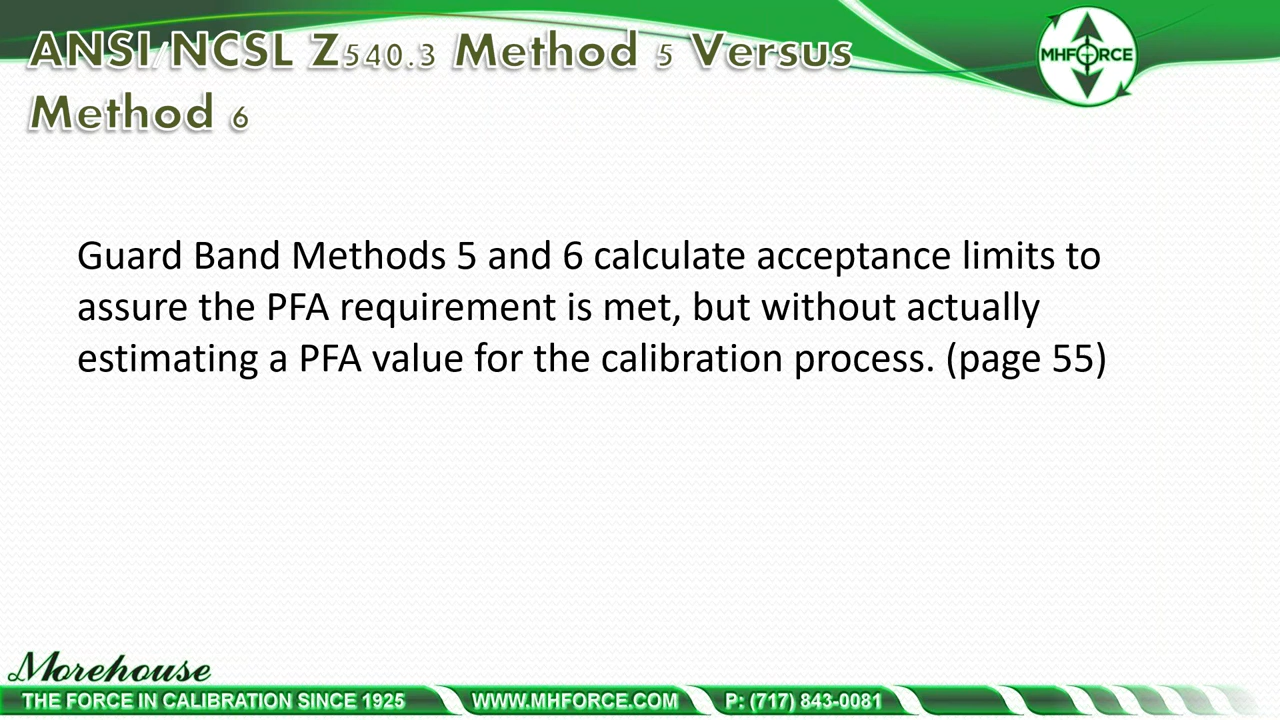 ANSI/NCSL Z540.3 Method 5 Versus
Method 6
MHFORCE
Guard Band Methods 5 and 6 calculate acceptance limits to
assure the PFA requirement is met, but without actually
estimating a PFA value for the calibration process. (page 55)
Morehouse
THE FORCE IN CALIBRATION SINCE 1925 WWW.MHFORCE.COM P: (717) 843-0081